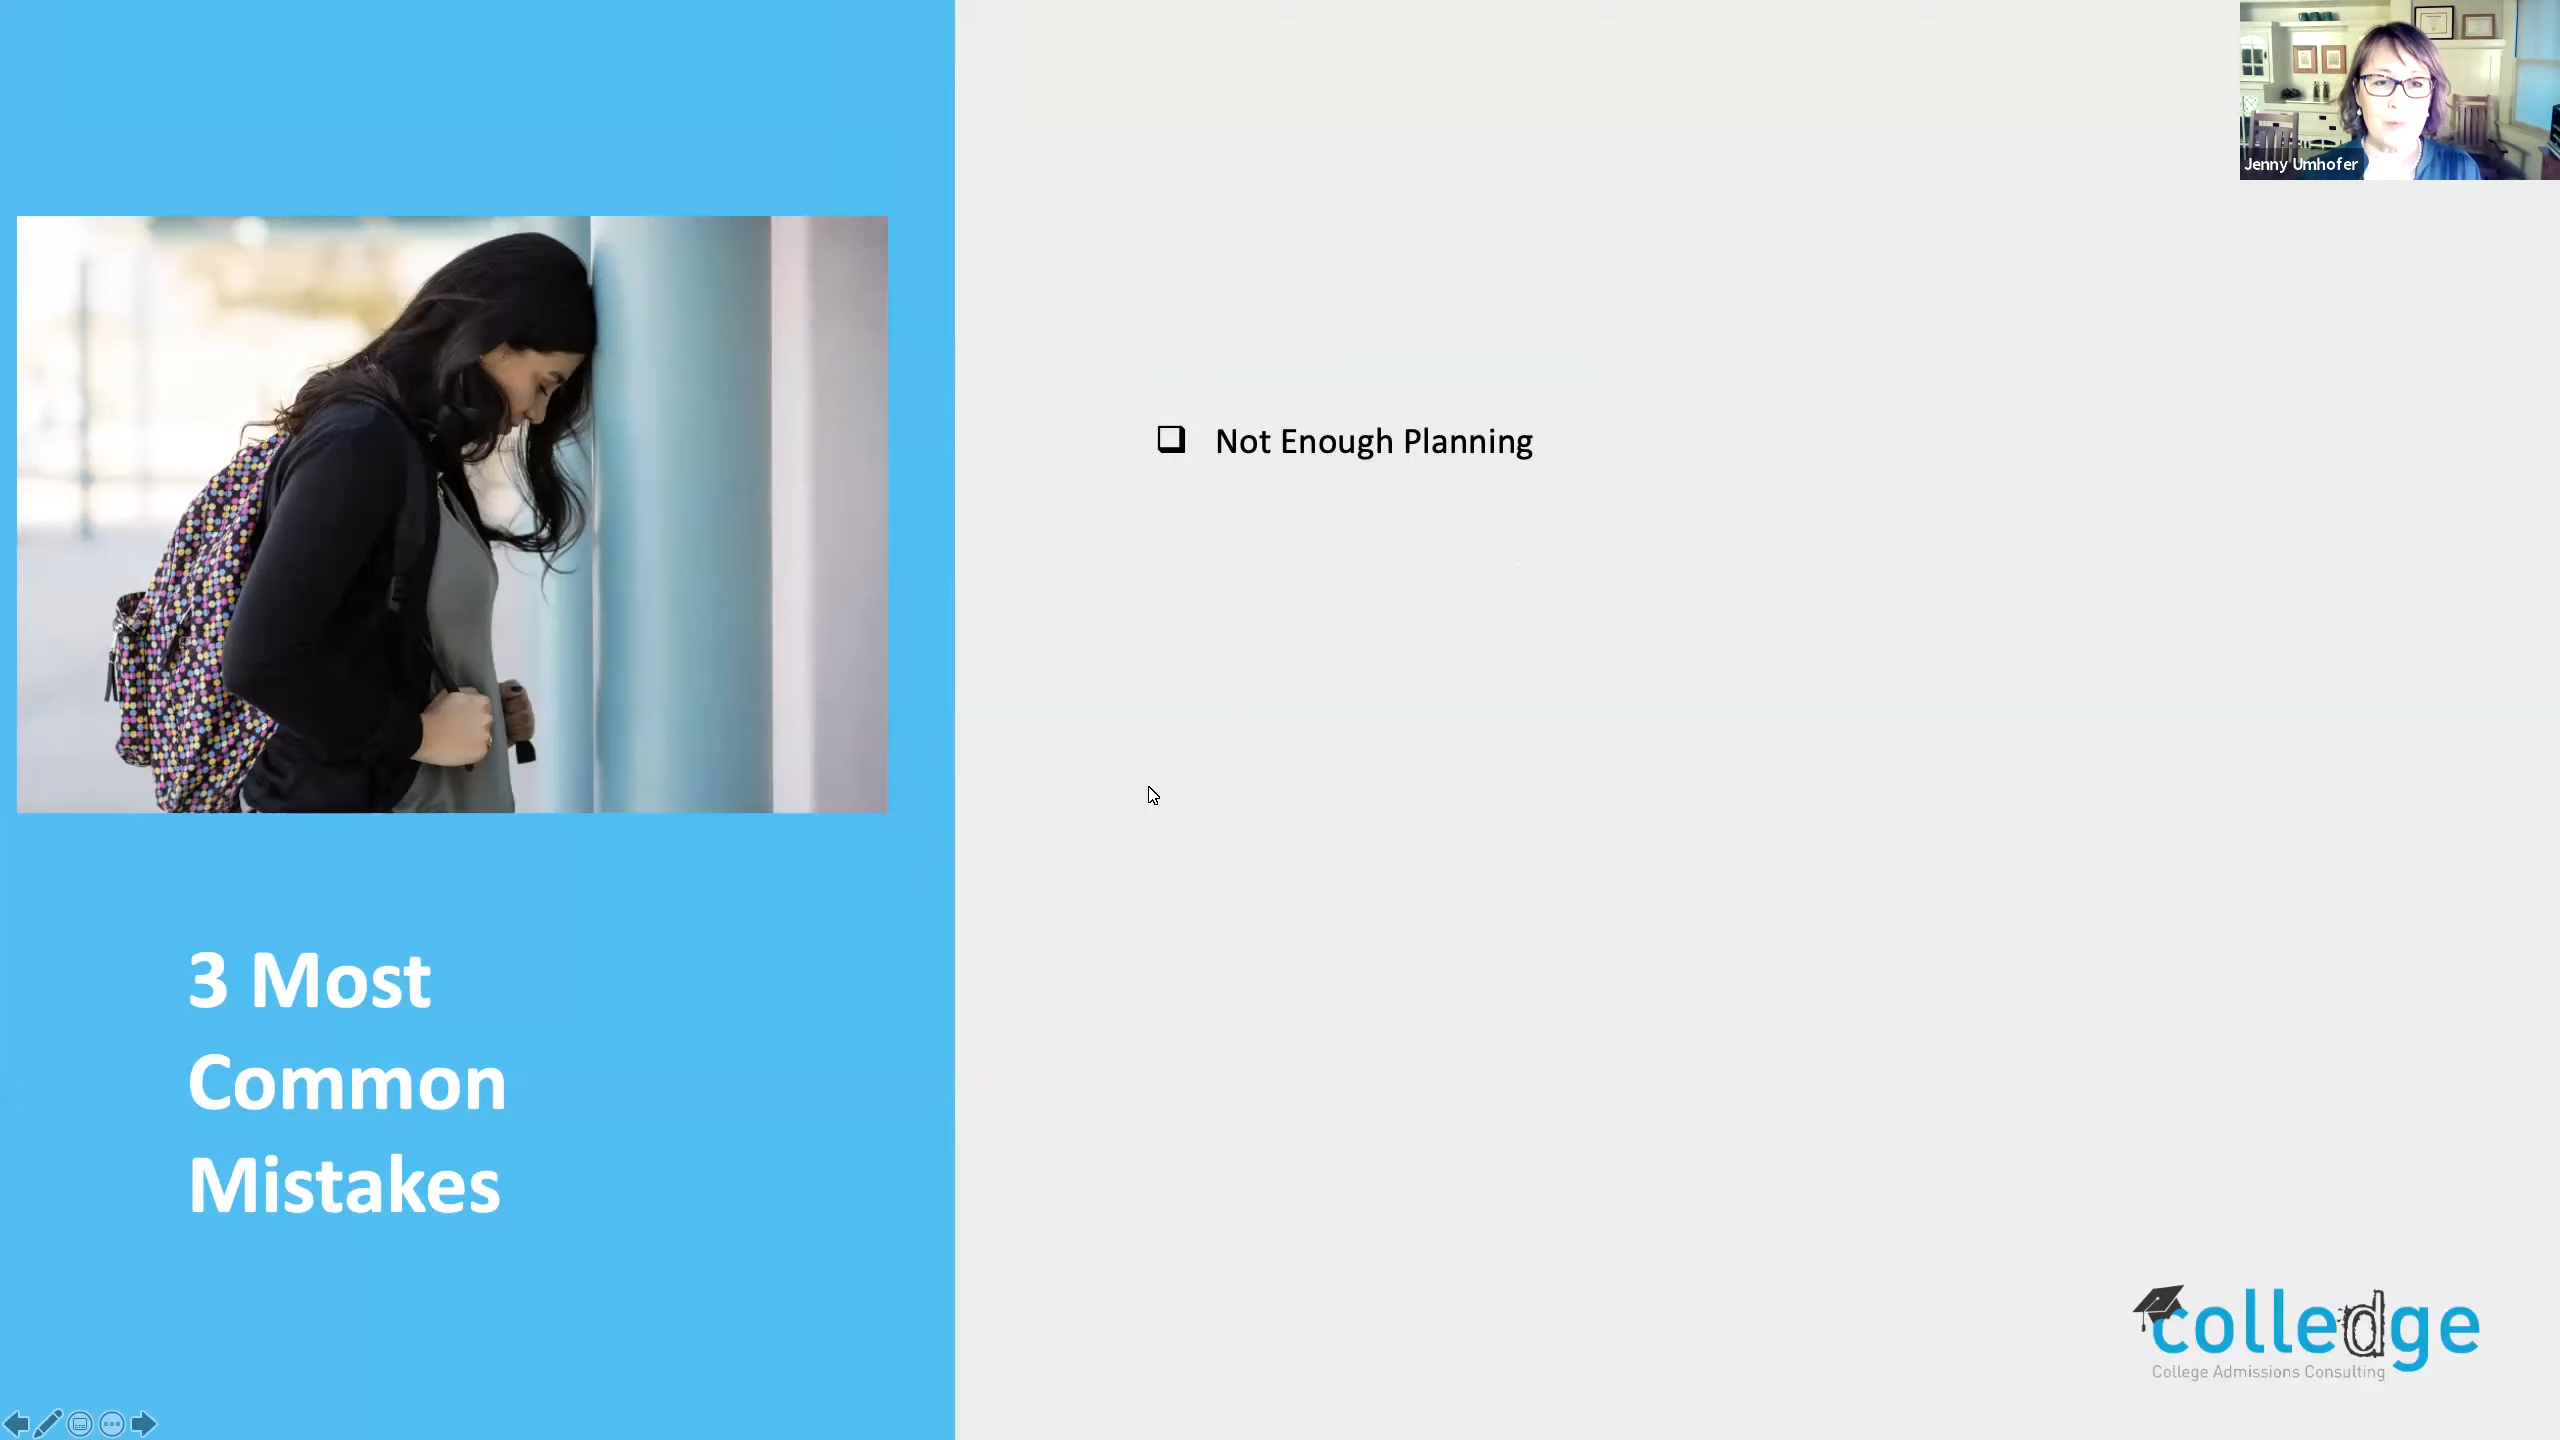 Jenny Umhofer
Not Enough Planning
3 Most
Common
Mistakes
colledge
College Admissions Consulting